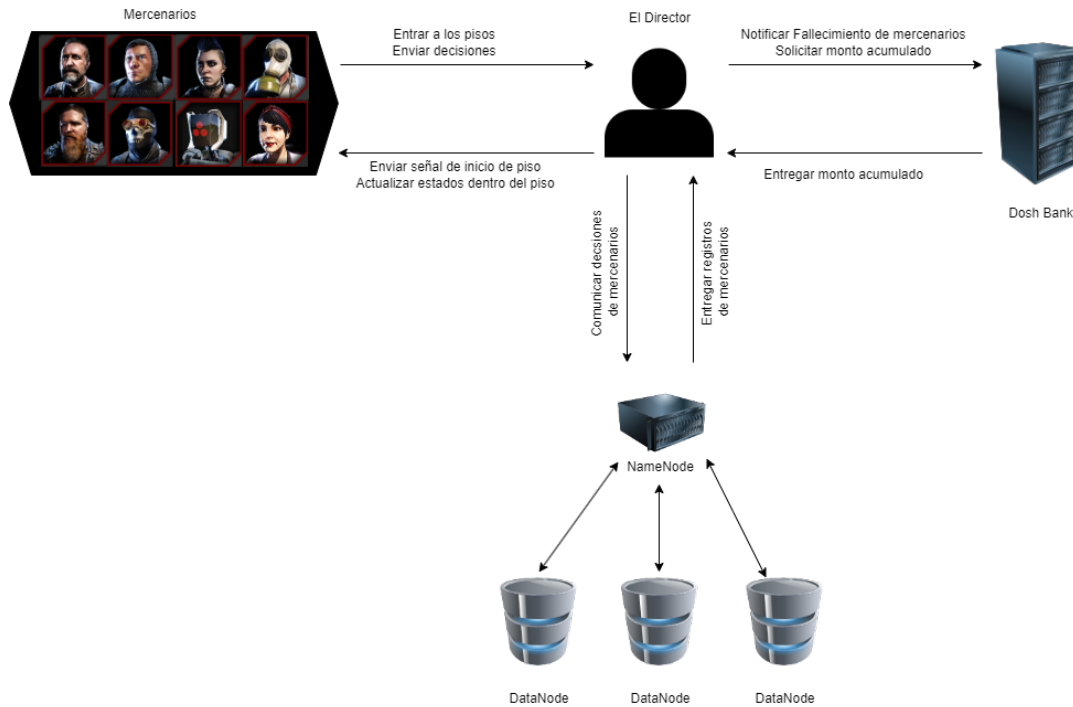 Mercenarios
El Director
Entrar a los pisos
Enviar decisiones
Notificar Fallecimiento de mercenarios
Solicitar monto acumulado
Enviar señal de inicio de piso
Actualizar estados dentro del piso
Entregar monto acumulado
Dosh Bank
Comunicar decsiones
de mercenarios
Entregar registros
de mercenarios
NameNode
DataNode
DataNode
DataNode